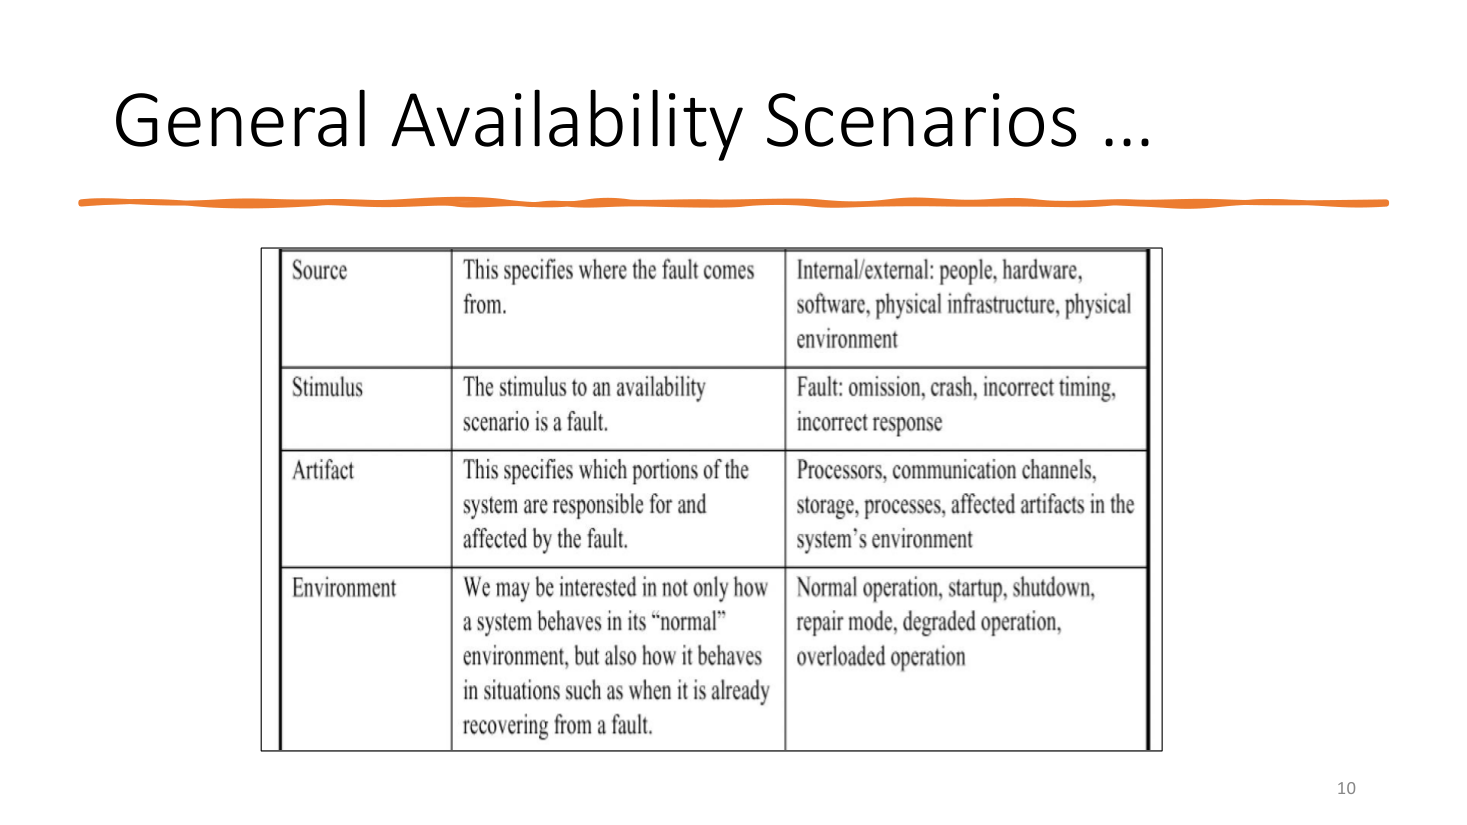 General Availability Scenarios …
Source
This specifies where the fault comes
from.
Internal/external: people, hardware,
software, physical infrastructure, physical
environment
Stimulus
The stimulus to an availability
scenario is a fault.
Fault: omission, crash, incorrect timing,
incorrect response
Artifact
This specifies which portions of the
system are responsible for and
affected by the fault.
Processors, communication channels,
storage, processes, affected artifacts in the
system’s environment
Environment
We may be interested in not only how
a system behaves in its “normal”
environment, but also how it behaves
in situations such as when it is already
recovering from a fault.
Normal operation, startup, shutdown,
repair mode, degraded operation,
overloaded operation
10